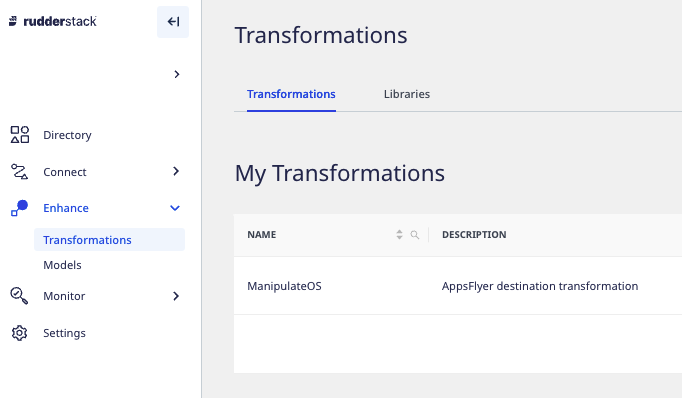 rudderstack
Directory
Connect
Enhance
Transformations
Models
Monitor
Settings
Transformations
Transformations
Libraries
My Transformations
NAME
DESCRIPTION
ManipulateOS
AppsFlyer destination transformation